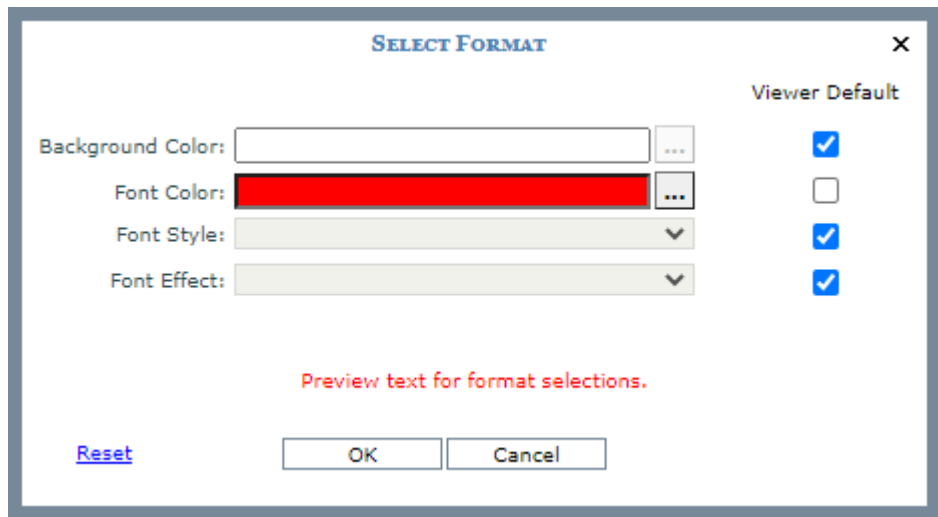 SELECT FORMAT ×
Viewer Default
Background Color: ...
Font Color: ...
Font Style:
Font Effect:
Preview text for format selections.
Reset OK Cancel